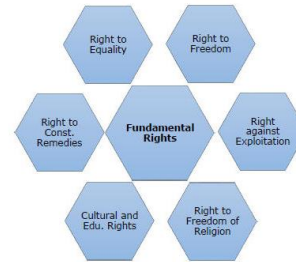 Right to
Equality
Right to
Freedom
Right to
Const.
Remedies
Fundamental
Rights
Right
against
Exploitation
Cultural and
Edu. Rights
Right to
Freedom of
Religion